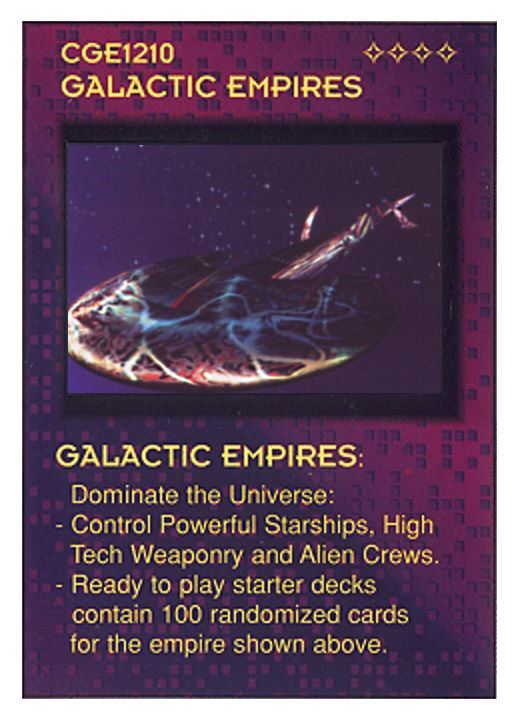 CGE1210
GALACTIC EMPIRES
GALACTIC EMPIRES:
Dominate the Universe:
- Control Powerful Starships, High
Tech Weaponry and Alien Crews.
- Ready to play starter decks
contain 100 randomized cards
for the empire shown above.